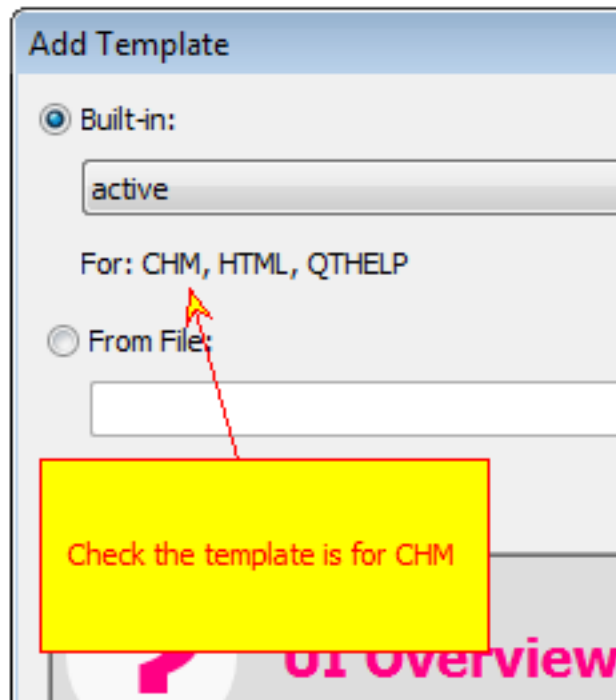 Add Template
Built-in:
active
For: CHM, HTML, QTHELP
From File:
Check the template is for CHM
UI Overview